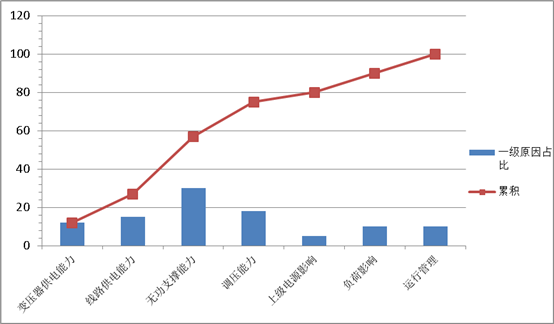 120
100
80
60
40
20
0
变压器供电能力
线路供电能力
无功支撑能力
调压能力
上级电源影响
负荷影响
运行管理
一级原因占
比
累积